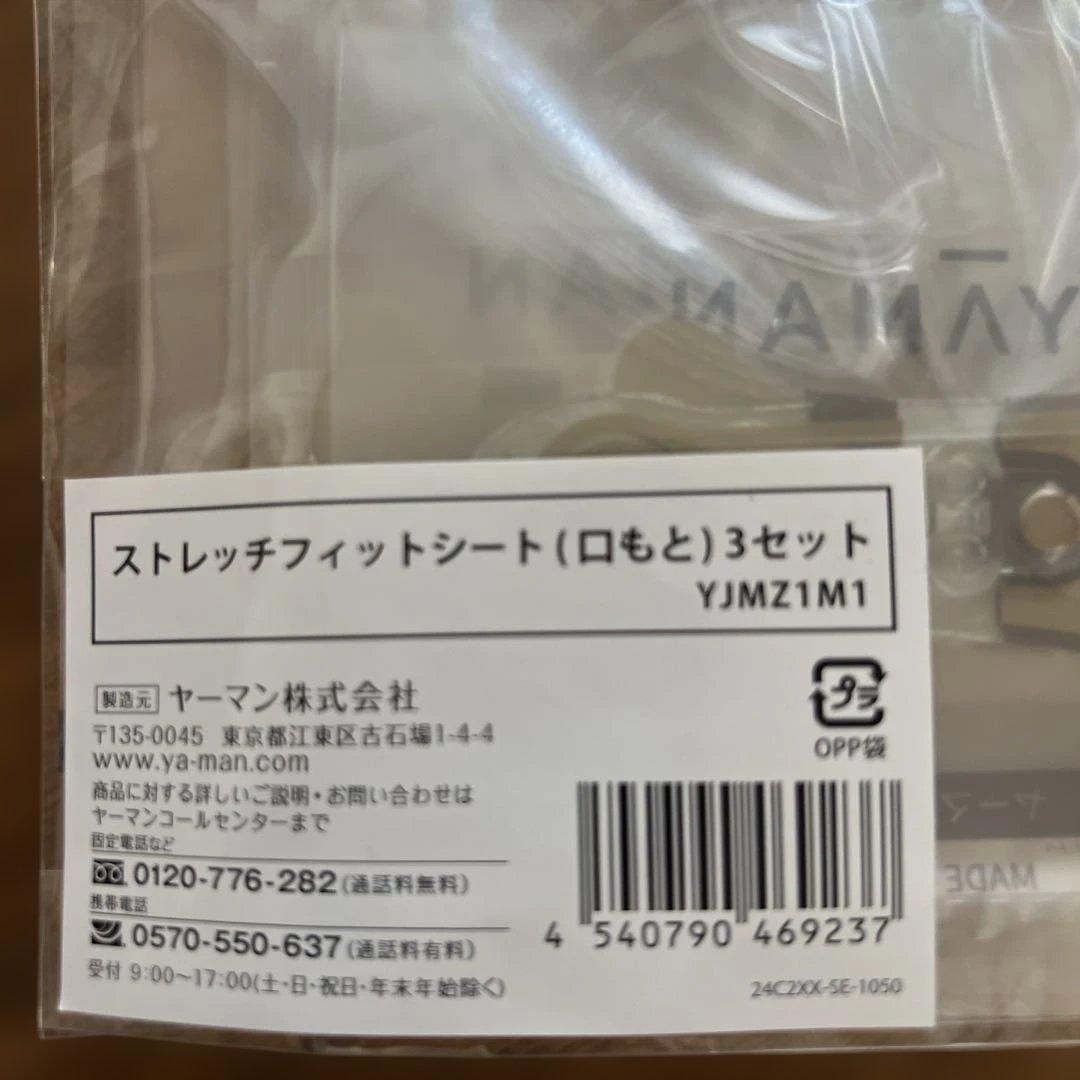 YAMAN
ストレッチフィットシート(口もと)3セット
YJMZ1M1
製造元 ヤーマン株式会社
〒135-0045 東京都江東区古石場1-4-4
www.ya-man.com
商品に対する詳しいご説明・お問い合わせは
ヤーマンコールセンターまで
固定電話など
0120-776-282(通話料無料)
携帯電話
0570-550-637(通話料有料)
受付 9:00〜17:00(土・日・祝日・年末年始除く)
プラ
OPP袋
4 540790 469237
24C2XX-SE-1050
ヤーマ
MADE